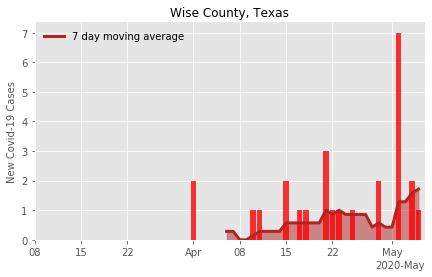 Wise County, Texas
7 day moving average
New Covid-19 Cases
7
6
5
4
3
2
1
0
08 15 22 Apr 08 15 22 May
2020-May